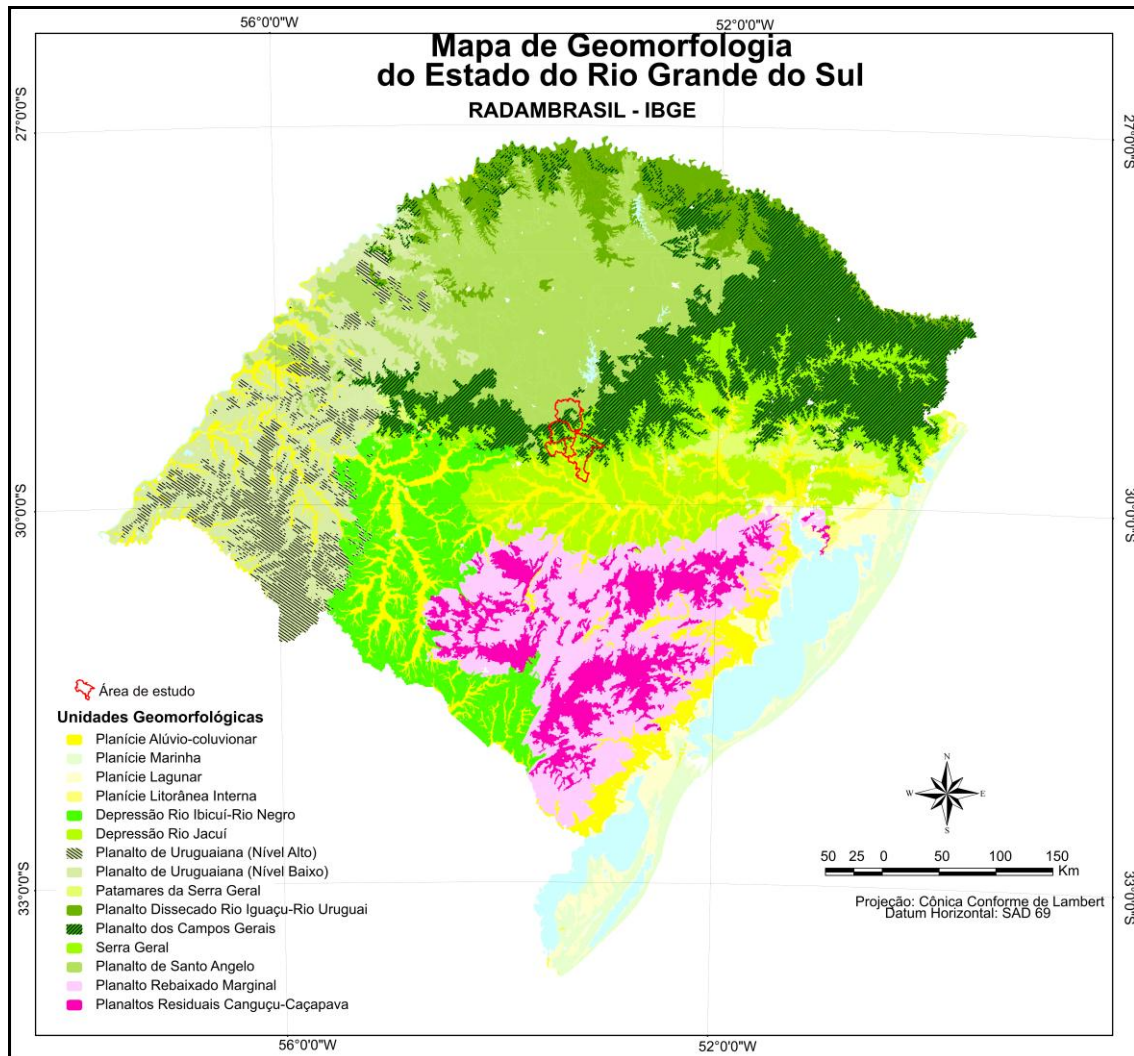 56°0'0"W
52°0'0"W
Mapa de Geomorfologia
do Estado do Rio Grande do Sul
RADAMBRASIL - IBGE
27°0'0"S
27°0'0"S
30°0'0"S
30°0'0"S
Área de estudo
Unidades Geomorfológicas
Planície Alúvio-coluvionar
Planície Marinha
Planície Lagunar
Planície Litorânea Interna
Depressão Rio Ibicuí-Rio Negro
Depressão Rio Jacuí
Planalto de Uruguaiana (Nível Alto)
Planalto de Uruguaiana (Nível Baixo)
Patamares da Serra Geral
Planalto Dissecado Rio Iguaçu-Rio Uruguai
Planalto dos Campos Gerais
Serra Geral
Planalto de Santo Angelo
Planalto Rebaixado Marginal
Planaltos Residuais Canguçu-Caçapava
N
W E
S
50 25 0 50 100 150
Km
Projeção: Cônica Conforme de Lambert
Datum Horizontal: SAD 69
33°0'0"S
33°0'0"S
56°0'0"W
52°0'0"W